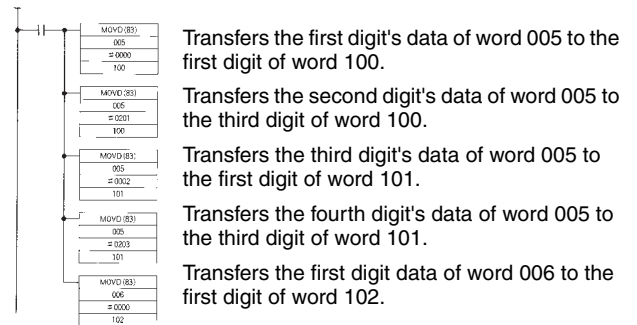 MOVD (83)
005
#0000
100
Transfers the first digit's data of word 005 to the
first digit of word 100.
MOVD (83)
005
#0201
100
Transfers the second digit's data of word 005 to
the third digit of word 100.
MOVD (83)
005
#0002
101
Transfers the third digit's data of word 005 to
the first digit of word 101.
MOVD (83)
005
#0203
101
Transfers the fourth digit's data of word 005 to
the third digit of word 101.
MOVD (83)
006
#0000
102
Transfers the first digit data of word 006 to the
first digit of word 102.